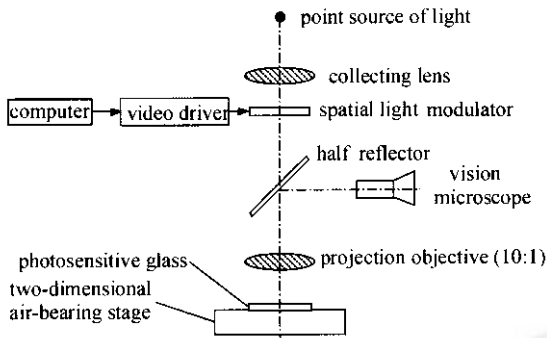 point source of light
collecting lens
computer
video driver
spatial light modulator
half reflector
vision
microscope
projection objective (10:1)
photosensitive glass
two-dimensional
air-bearing stage